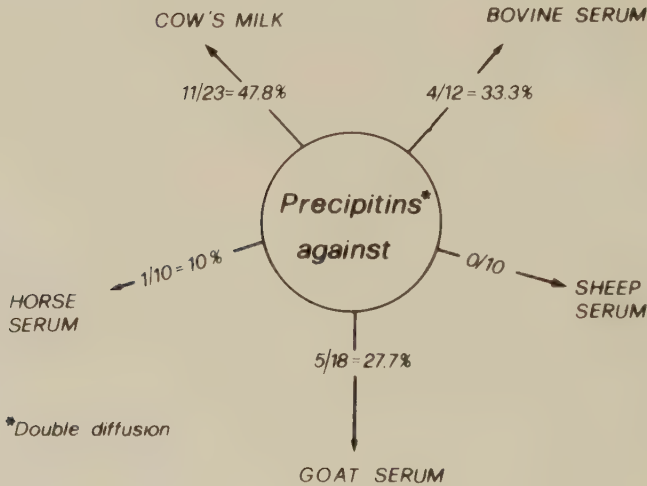 COW'S MILK
BOVINE SERUM
11/23=47.8%
4/12=33.3%
Precipitins*
against
1/10=10%
0/10
HORSE
SERUM
SHEEP
SERUM
5/18=27.7%
*Double diffusion
GOAT SERUM